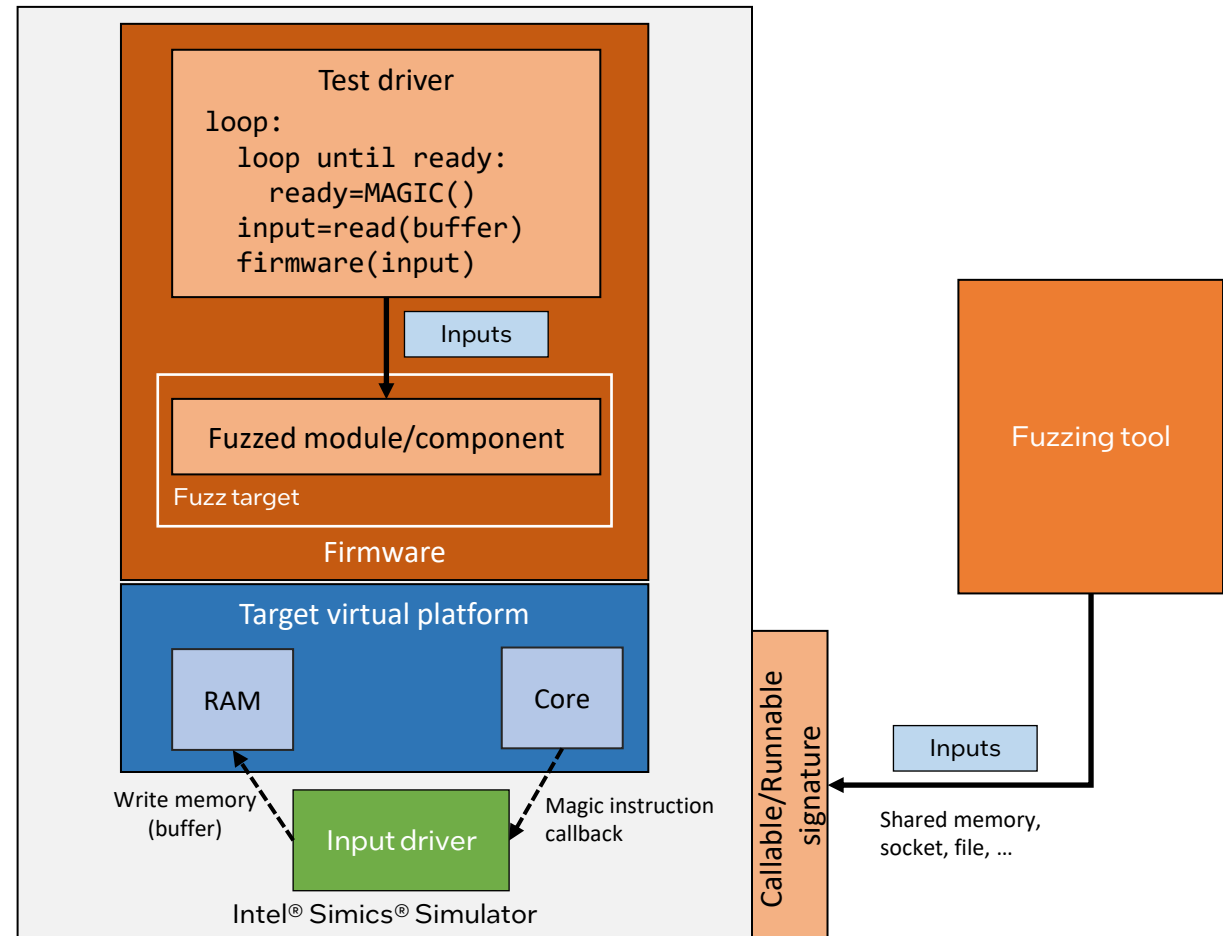 Test driver
loop:
loop until ready:
ready=MAGIC()
input=read(buffer)
firmware(input)
Inputs
Fuzzed module/component
Fuzz target
Firmware
Target virtual platform
RAM
Core
Write memory
(buffer)
Input driver
Magic instruction
callback
Intel® Simics® Simulator
Callable/Runnable
signature
Fuzzing tool
Inputs
Shared memory,
socket, file, ...